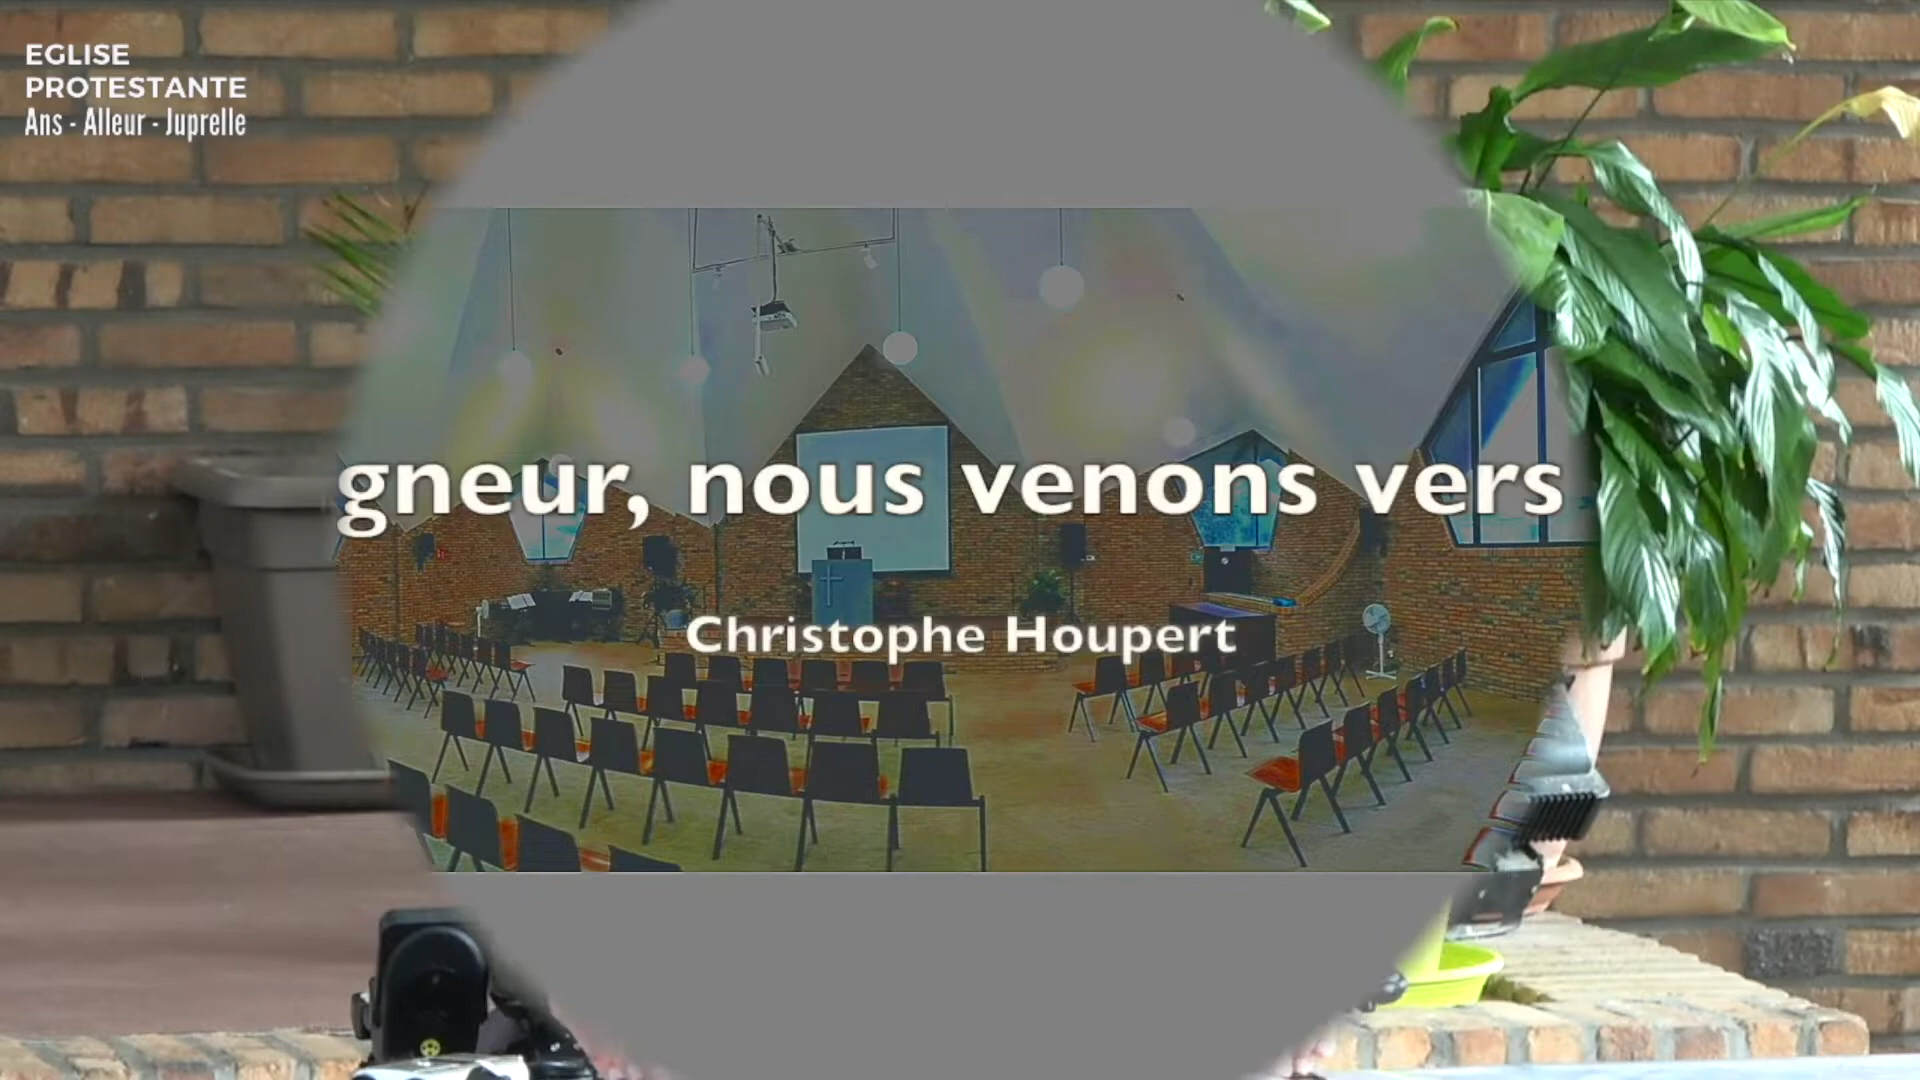 EGLISE
PROTESTANTE
Ans - Alleur - Juprelle
gneur, nous venons vers
Christophe Houpert